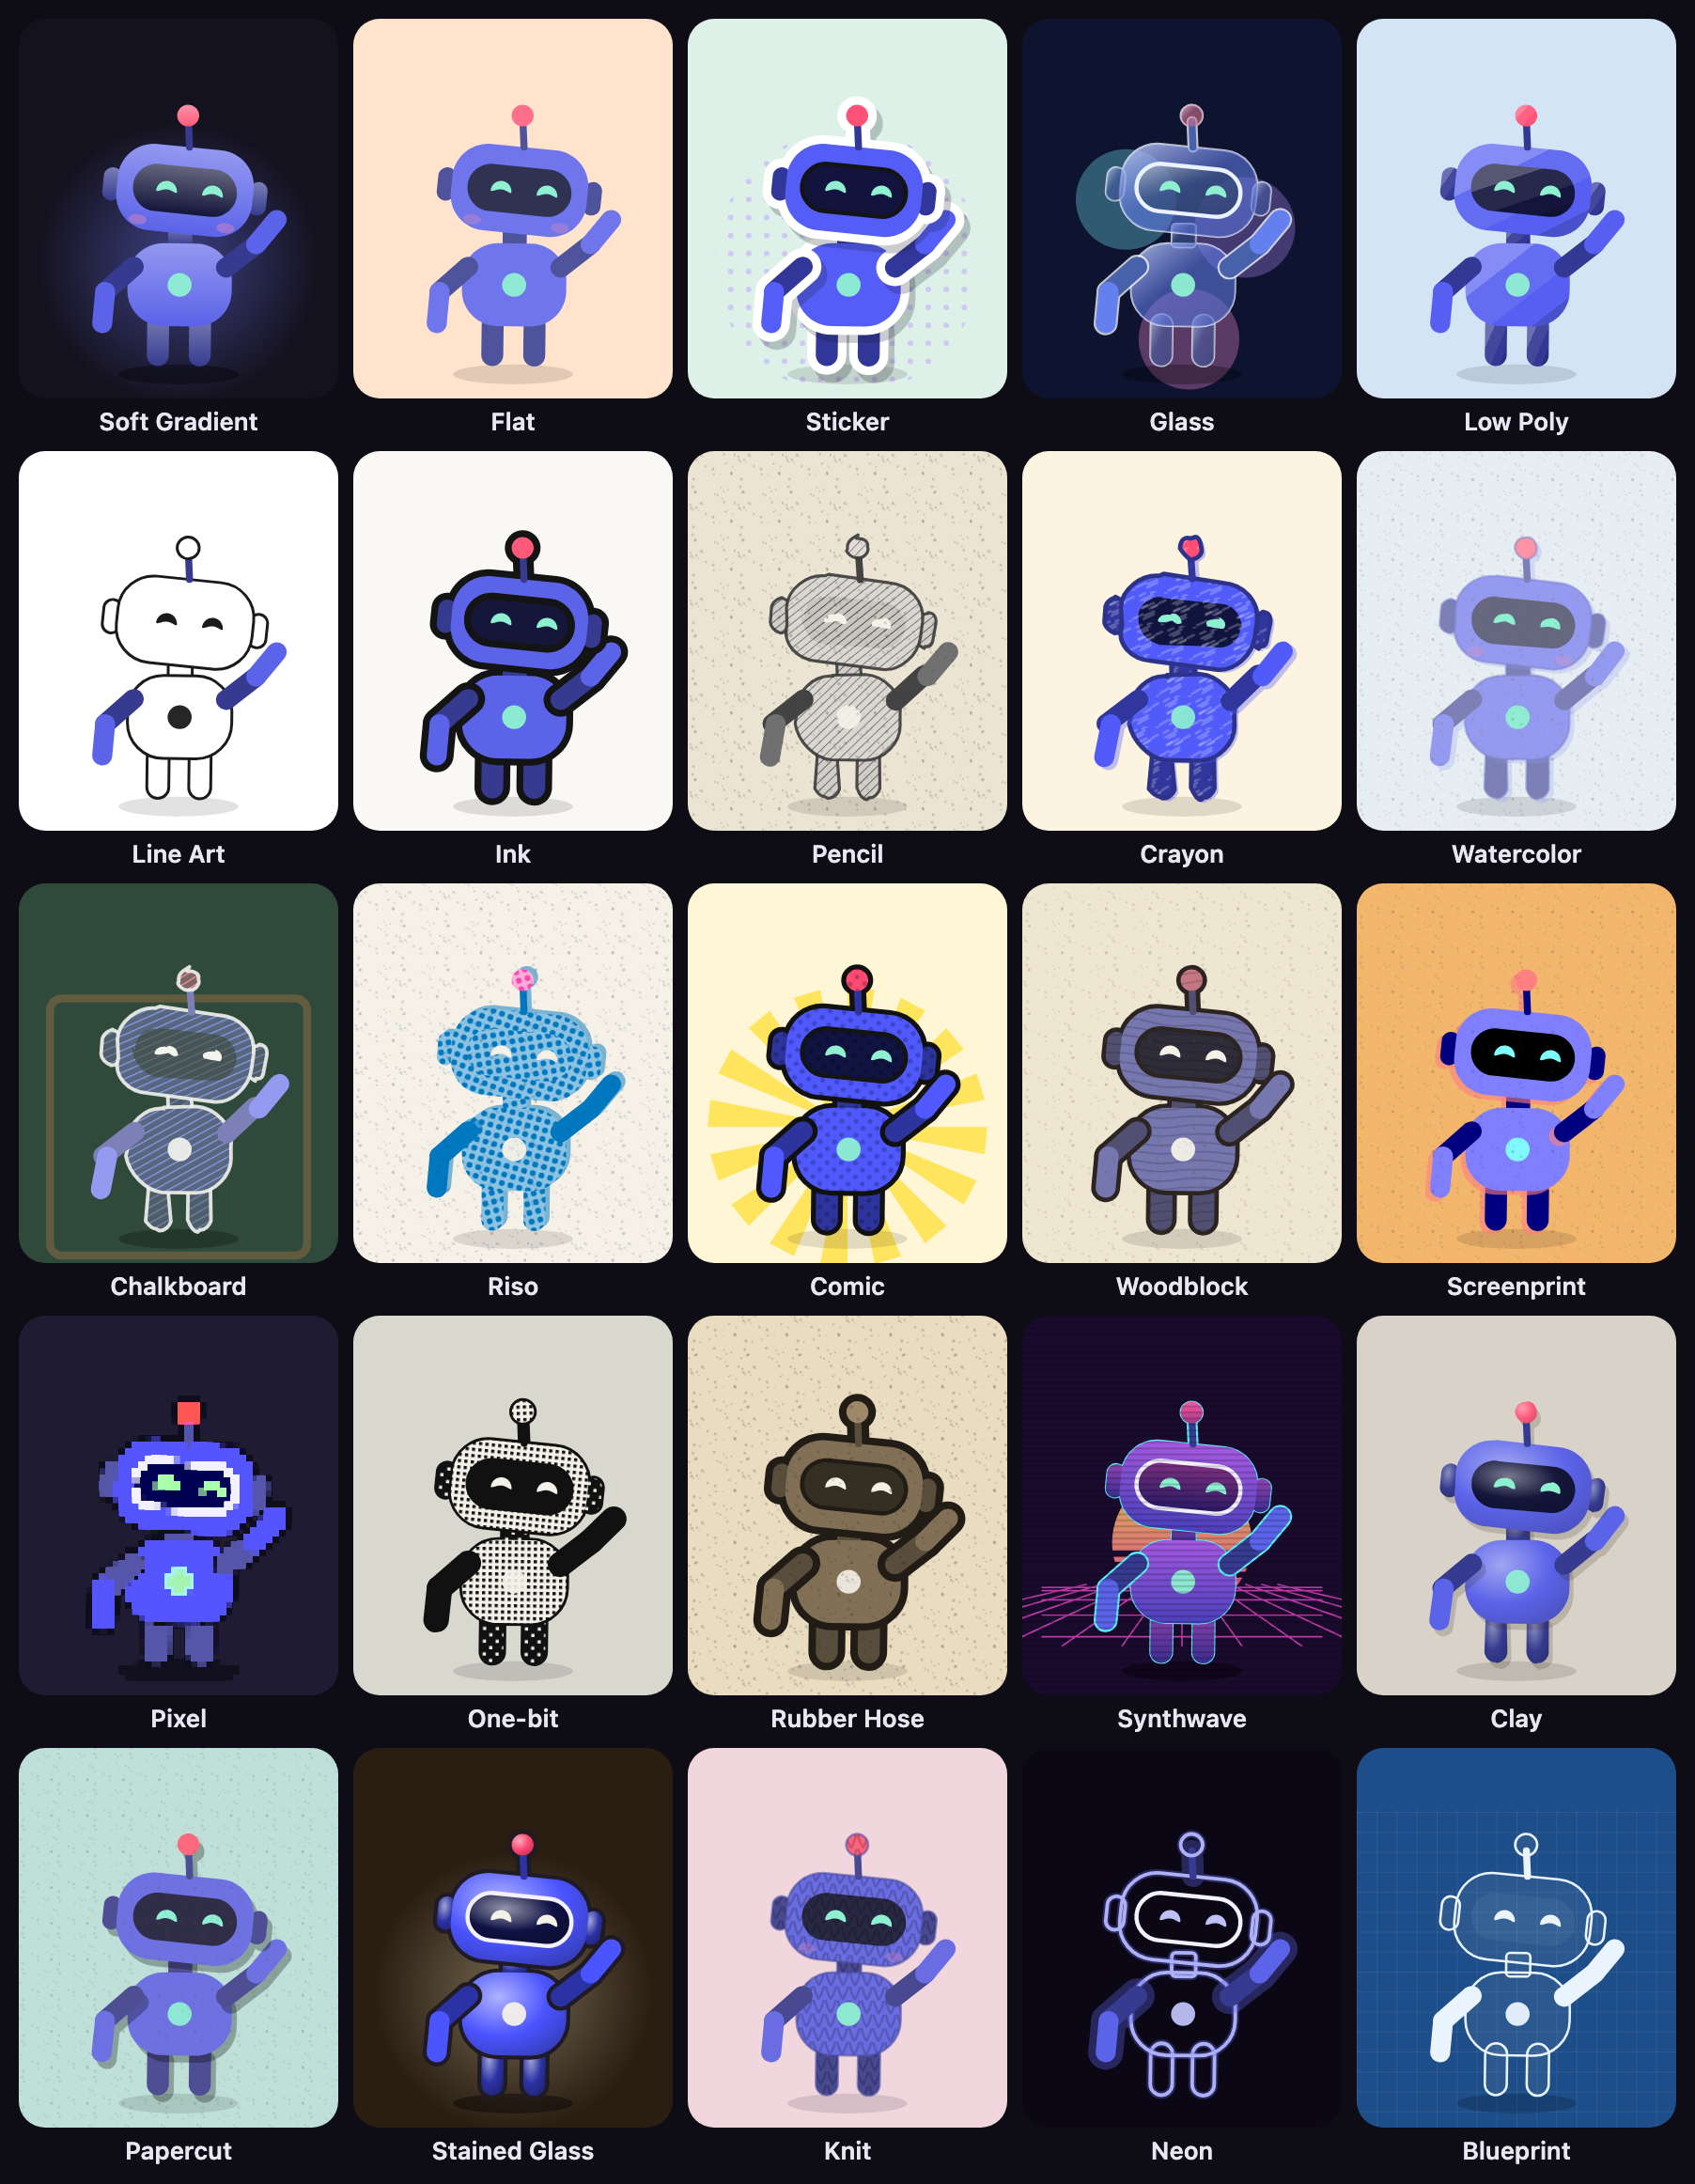 Soft Gradient
Flat
Sticker
Glass
Low Poly
Line Art
Ink
Pencil
Crayon
Watercolor
Chalkboard
Riso
Comic
Woodblock
Screenprint
Pixel
One-bit
Rubber Hose
Synthwave
Clay
Papercut
Stained Glass
Knit
Neon
Blueprint